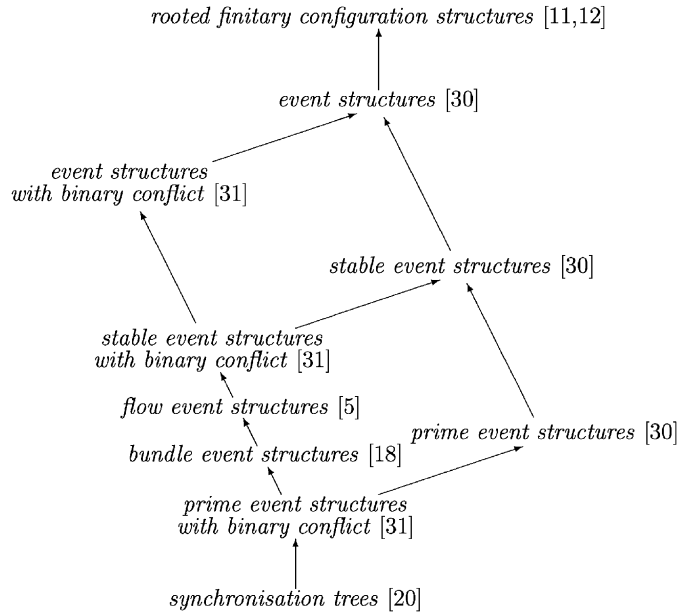 rooted finitary configuration structures [11,12]
event structures [30]
event structures
with binary conflict [31]
stable event structures [30]
stable event structures
with binary conflict [31]
flow event structures [5]
prime event structures [30]
bundle event structures [18]
prime event structures
with binary conflict [31]
synchronisation trees [20]